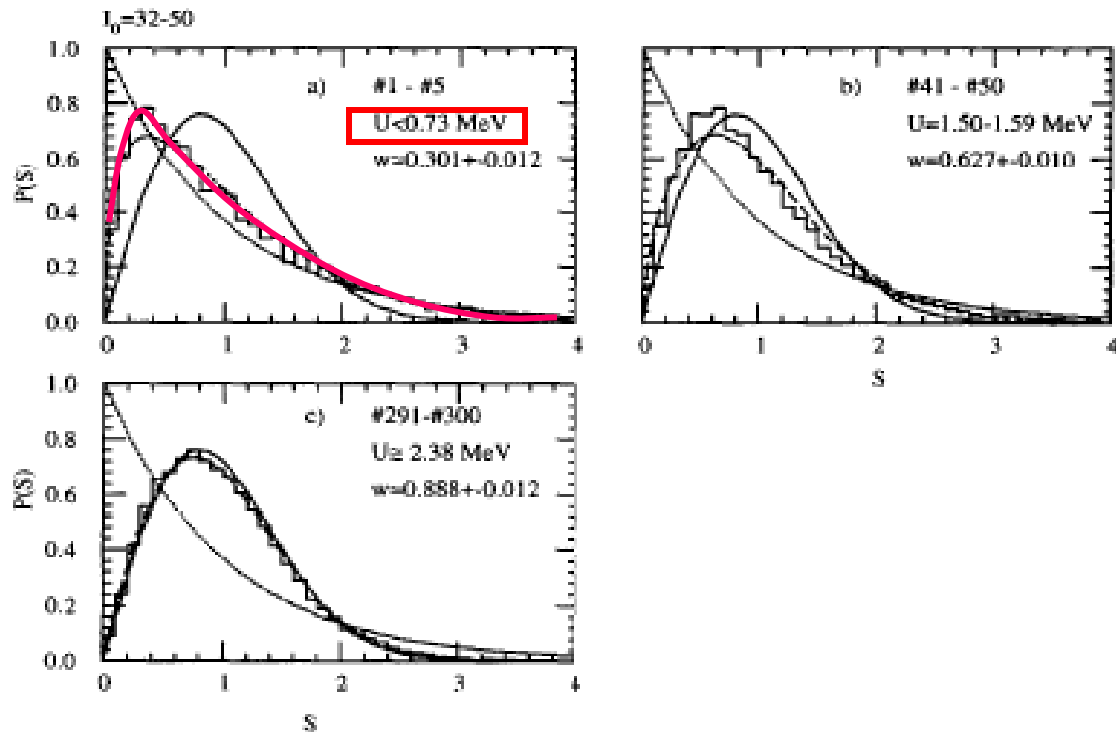 I₀=32-50
1.0
0.8
0.6
0.4
0.2
0.0
P(S)
a) #1 - #5
U<0.73 MeV
w=0.301+-0.012
0 1 2 3 4
b) #41 - #50
U=1.50-1.59 MeV
w=0.627+-0.010
0 1 2 3 4
S
1.0
0.8
0.6
0.4
0.2
0.0
P(S)
c) #291-#300
U≅ 2.38 MeV
w=0.888+-0.012
0 1 2 3 4
S